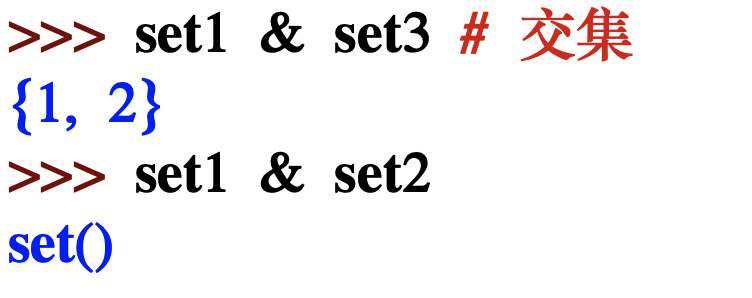 >>> set1 & set3 # 交集
{1, 2}
>>> set1 & set2
set()